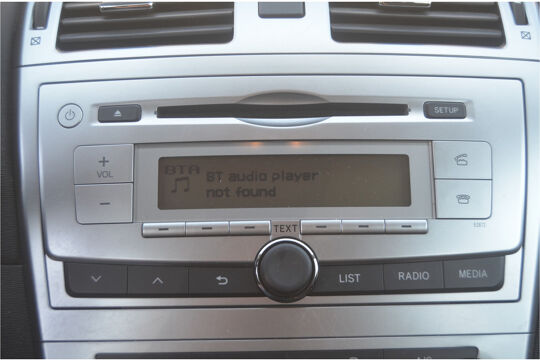 SETUP
VOL
BTA
BT audio player
not found
TEXT
LIST
RADIO
MEDIA